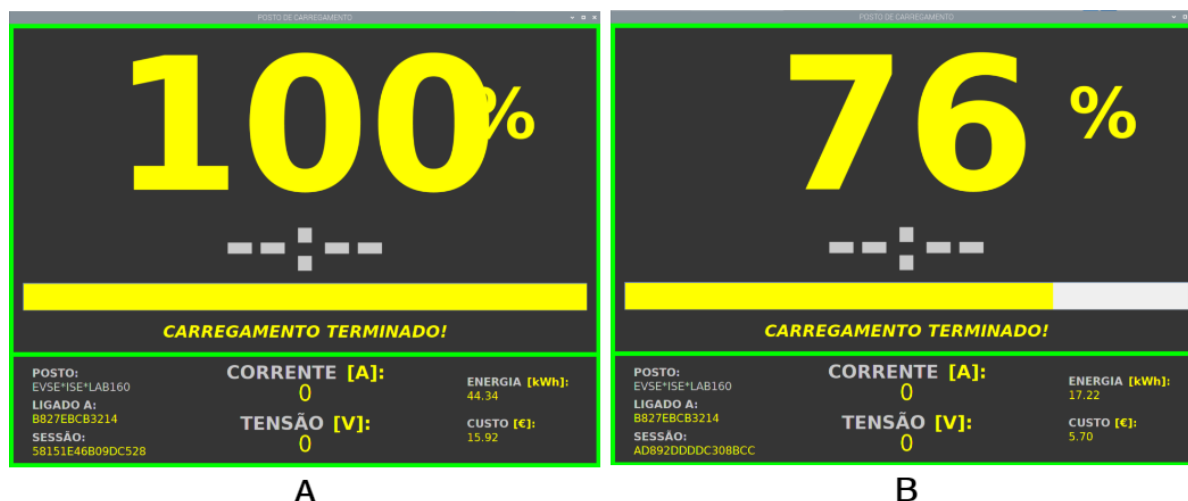 POSTO DE CARREGAMENTO
100%
--:--
CARREGAMENTO TERMINADO!
POSTO:
EVSE*ISE*LAB160
LIGADO A:
B827EBCB3214
SESSÃO:
58151E46B09DC528
CORRENTE [A]:
0
TENSÃO [V]:
0
ENERGIA [kWh]:
44.34
CUSTO [€]:
15.92
A
POSTO DE CARREGAMENTO
76%
--:--
CARREGAMENTO TERMINADO!
POSTO:
EVSE*ISE*LAB160
LIGADO A:
B827EBCB3214
SESSÃO:
AD892DDDDC308BCC
CORRENTE [A]:
0
TENSÃO [V]:
0
ENERGIA [kWh]:
17.22
CUSTO [€]:
5.70
B